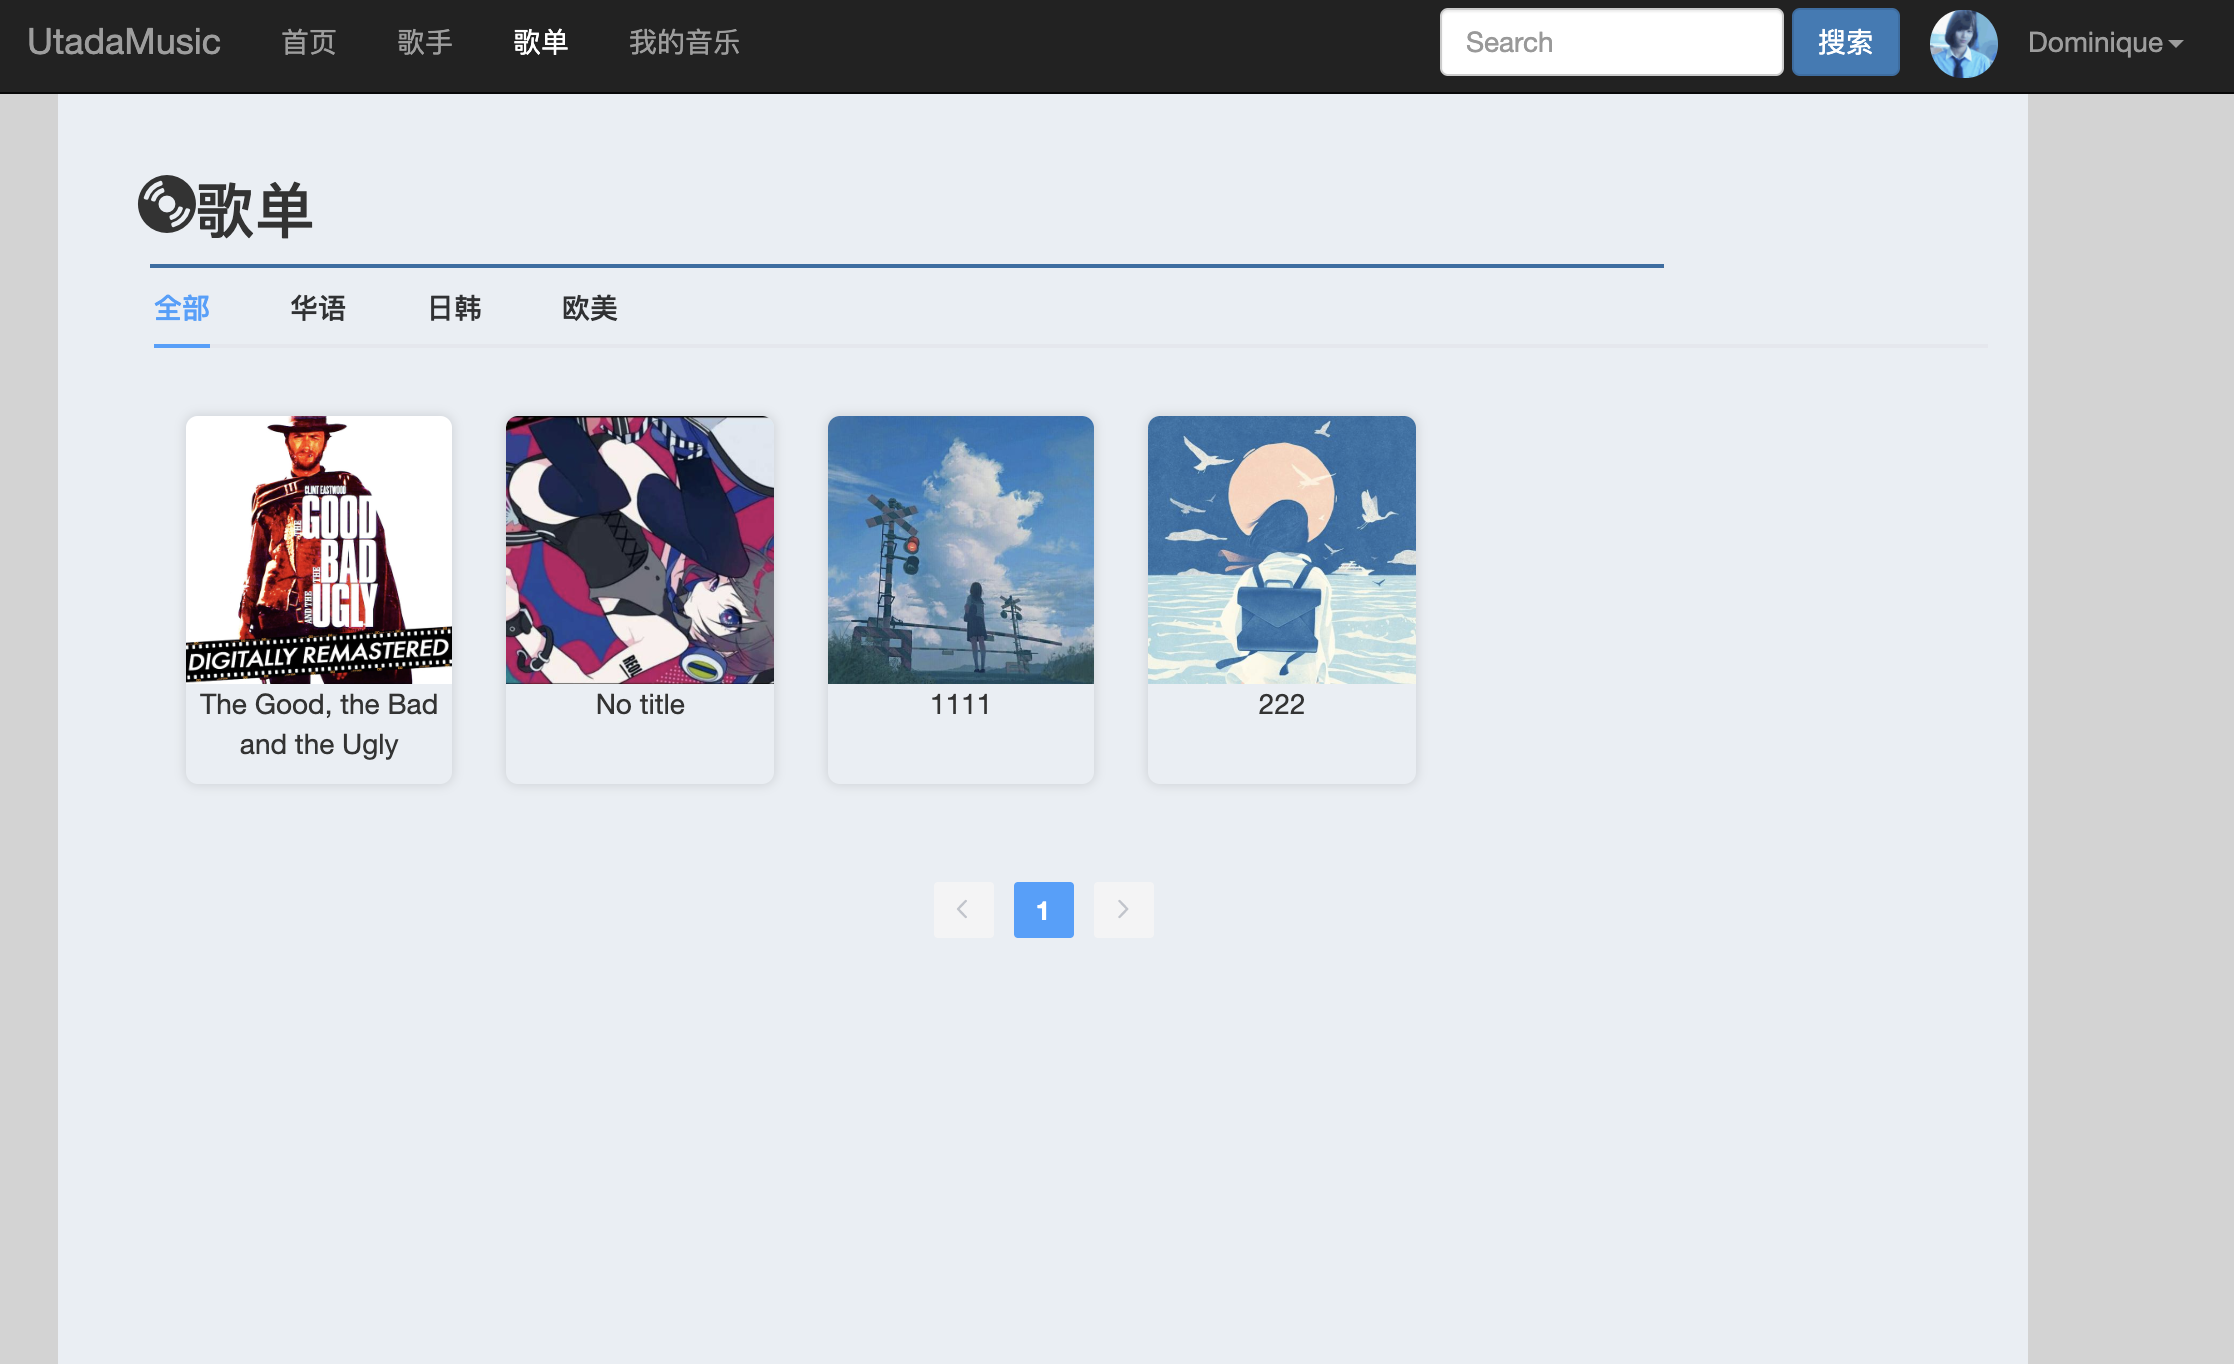 UtadaMusic 首页 歌手 歌单 我的音乐 Search 搜索 Dominique
歌单
全部 华语 日韩 欧美
CLINT EASTWOOD
THE GOOD
THE BAD
AND THE UGLY
DIGITALLY REMASTERED
The Good, the Bad
and the Ugly
REOL
No title
1111
222
1